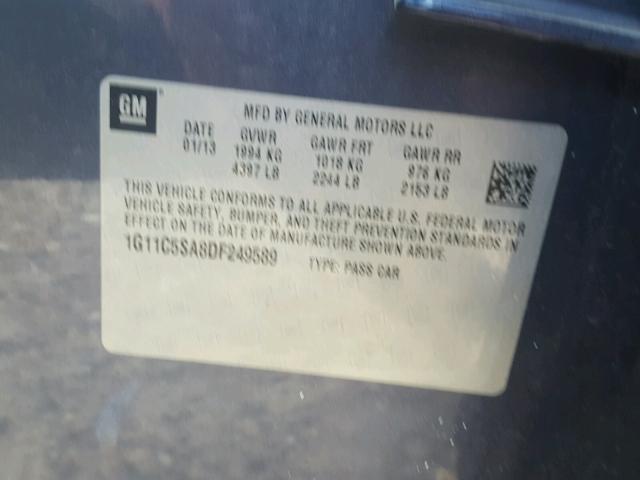 GM
MFD BY GENERAL MOTORS LLC
DATE GVWR GAWR FRT GAWR RR
01/13 1994 KG 1018 KG 976 KG
4397 LB 2244 LB 2153 LB
THIS VEHICLE CONFORMS TO ALL APPLICABLE U.S. FEDERAL MOTOR
VEHICLE SAFETY, BUMPER, AND THEFT PREVENTION STANDARDS IN
EFFECT ON THE DATE OF MANUFACTURE SHOWN ABOVE.
1G11C5SA8DF249589 TYPE: PASS CAR